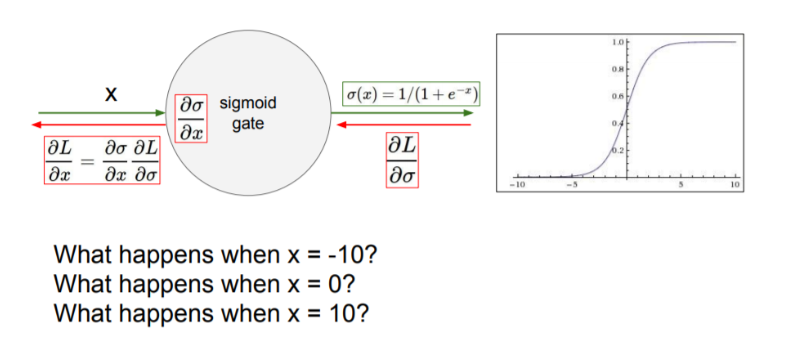 X
∂σ/∂x
sigmoid
gate
σ(x) = 1/(1 + e^{-x})
∂L/∂x = ∂σ/∂x ∂L/∂σ
∂L/∂σ
1.0
0.8
0.6
0.4
0.2
-10 -5 5 10
What happens when x = -10?
What happens when x = 0?
What happens when x = 10?